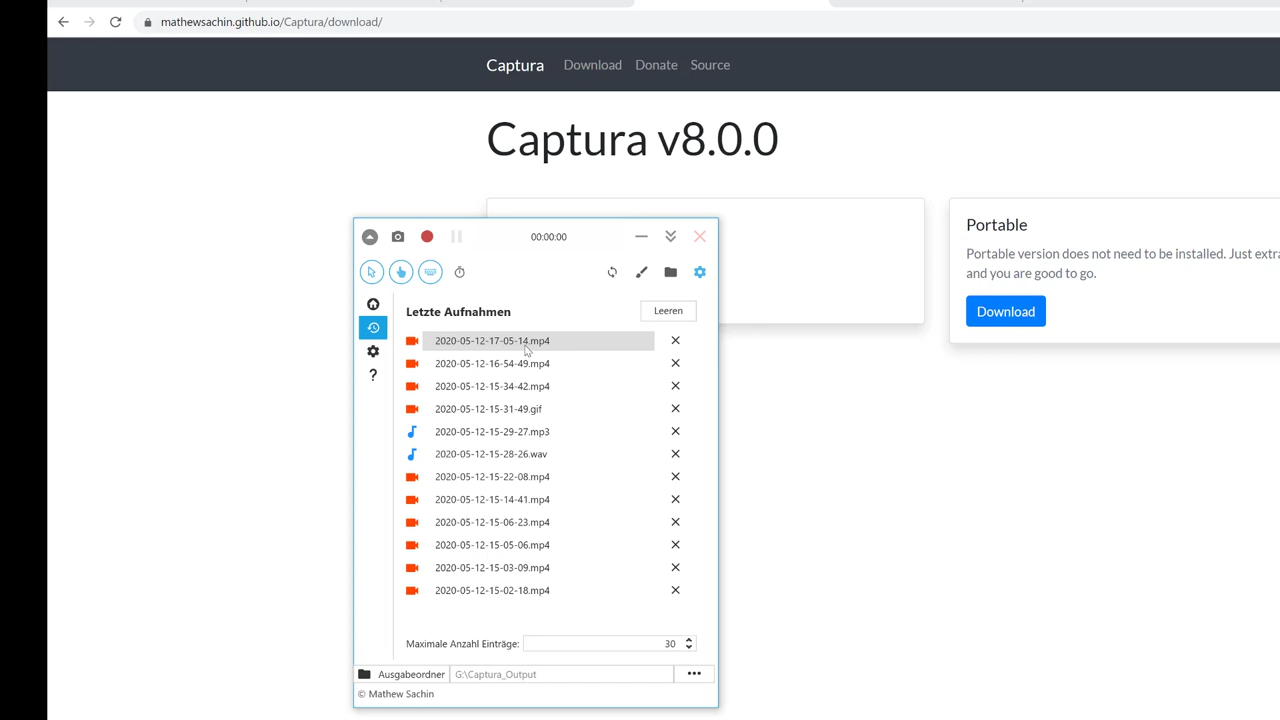 mathewsachin.github.io/Captura/download/
Captura Download Donate Source
Captura v8.0.0
Portable
Portable version does not need to be installed. Just extra
and you are good to go.
Download
00:00:00
Letzte Aufnahmen Leeren
2020-05-12-17-05-14.mp4
2020-05-12-16-54-49.mp4
2020-05-12-15-34-42.mp4
2020-05-12-15-31-49.gif
2020-05-12-15-29-27.mp3
2020-05-12-15-28-26.wav
2020-05-12-15-22-08.mp4
2020-05-12-15-14-41.mp4
2020-05-12-15-06-23.mp4
2020-05-12-15-05-06.mp4
2020-05-12-15-03-09.mp4
2020-05-12-15-02-18.mp4
Maximale Anzahl Einträge: 30
Ausgabeordner G:\Captura_Output
© Mathew Sachin